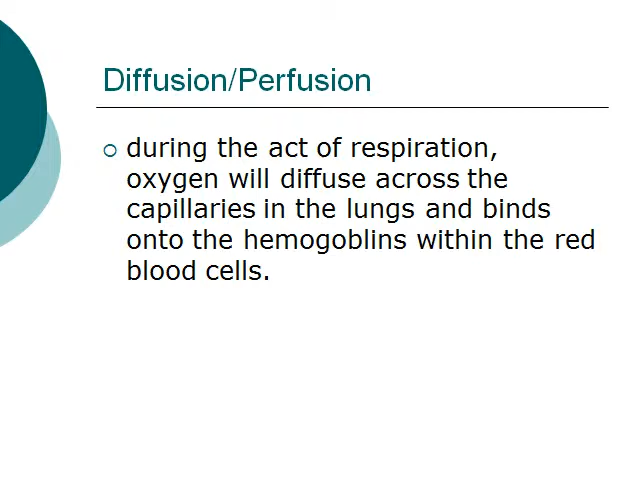 Diffusion/Perfusion
during the act of respiration,
oxygen will diffuse across the
capillaries in the lungs and binds
onto the hemogoblins within the red
blood cells.